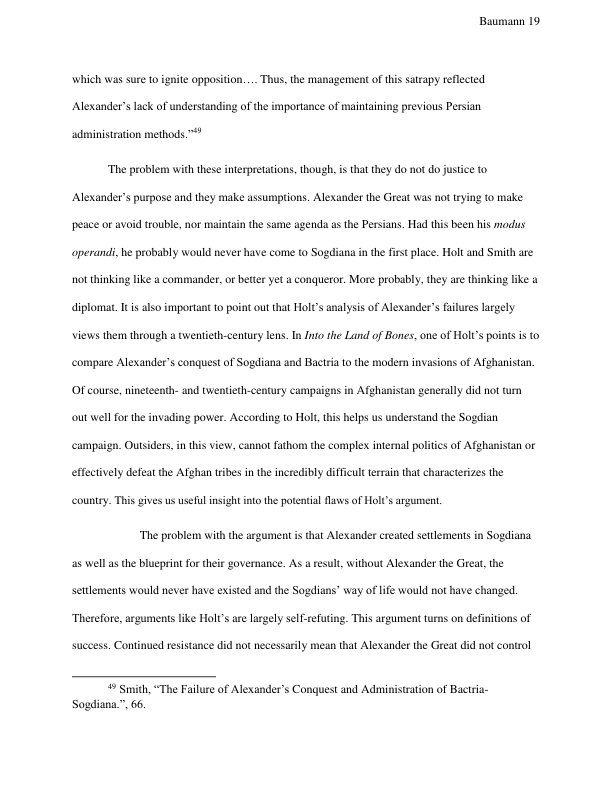 Baumann 19
which was sure to ignite opposition…. Thus, the management of this satrapy reflected
Alexander’s lack of understanding of the importance of maintaining previous Persian
administration methods.”49
The problem with these interpretations, though, is that they do not do justice to
Alexander’s purpose and they make assumptions. Alexander the Great was not trying to make
peace or avoid trouble, nor maintain the same agenda as the Persians. Had this been his modus
operandi, he probably would never have come to Sogdiana in the first place. Holt and Smith are
not thinking like a commander, or better yet a conqueror. More probably, they are thinking like a
diplomat. It is also important to point out that Holt’s analysis of Alexander’s failures largely
views them through a twentieth-century lens. In Into the Land of Bones, one of Holt’s points is to
compare Alexander’s conquest of Sogdiana and Bactria to the modern invasions of Afghanistan.
Of course, nineteenth- and twentieth-century campaigns in Afghanistan generally did not turn
out well for the invading power. According to Holt, this helps us understand the Sogdian
campaign. Outsiders, in this view, cannot fathom the complex internal politics of Afghanistan or
effectively defeat the Afghan tribes in the incredibly difficult terrain that characterizes the
country. This gives us useful insight into the potential flaws of Holt’s argument.
The problem with the argument is that Alexander created settlements in Sogdiana
as well as the blueprint for their governance. As a result, without Alexander the Great, the
settlements would never have existed and the Sogdians’ way of life would not have changed.
Therefore, arguments like Holt’s are largely self-refuting. This argument turns on definitions of
success. Continued resistance did not necessarily mean that Alexander the Great did not control
49 Smith, “The Failure of Alexander’s Conquest and Administration of Bactria-
Sogdiana.”, 66.